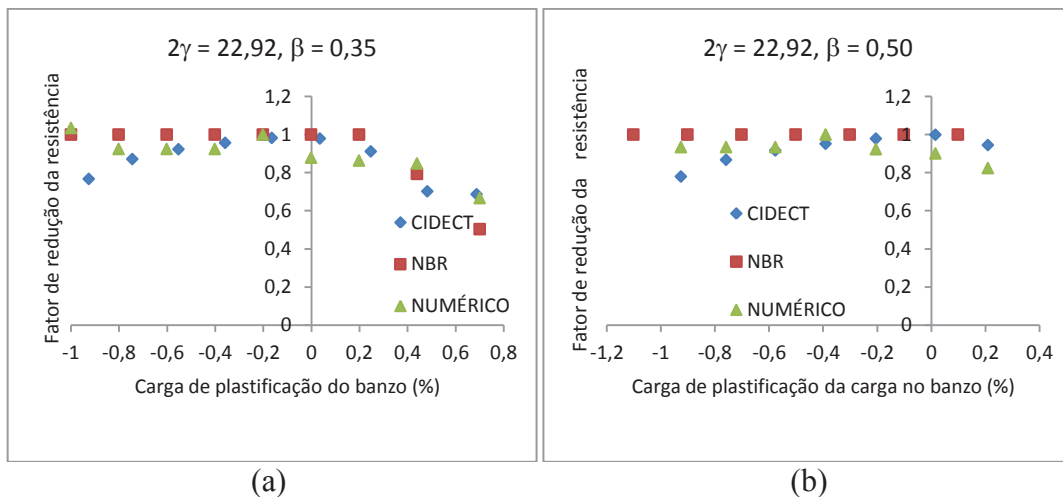 2γ = 22,92, β = 0,35
Fator de redução da resistência
1,2
1
0,8
0,6
0,4
0,2
0
-1 -0,8 -0,6 -0,4 -0,2 0 0,2 0,4 0,6 0,8
CIDECT
NBR
NUMÉRICO
Carga de plastificação do banzo (%)
(a)
2γ = 22,92, β = 0,50
Fator de redução da resistência
1,2
1
0,8
0,6
0,4
0,2
0
-1,2 -1 -0,8 -0,6 -0,4 -0,2 0 0,2 0,4
CIDECT
NBR
NUMÉRICO
Carga de plastificação da carga no banzo (%)
(b)